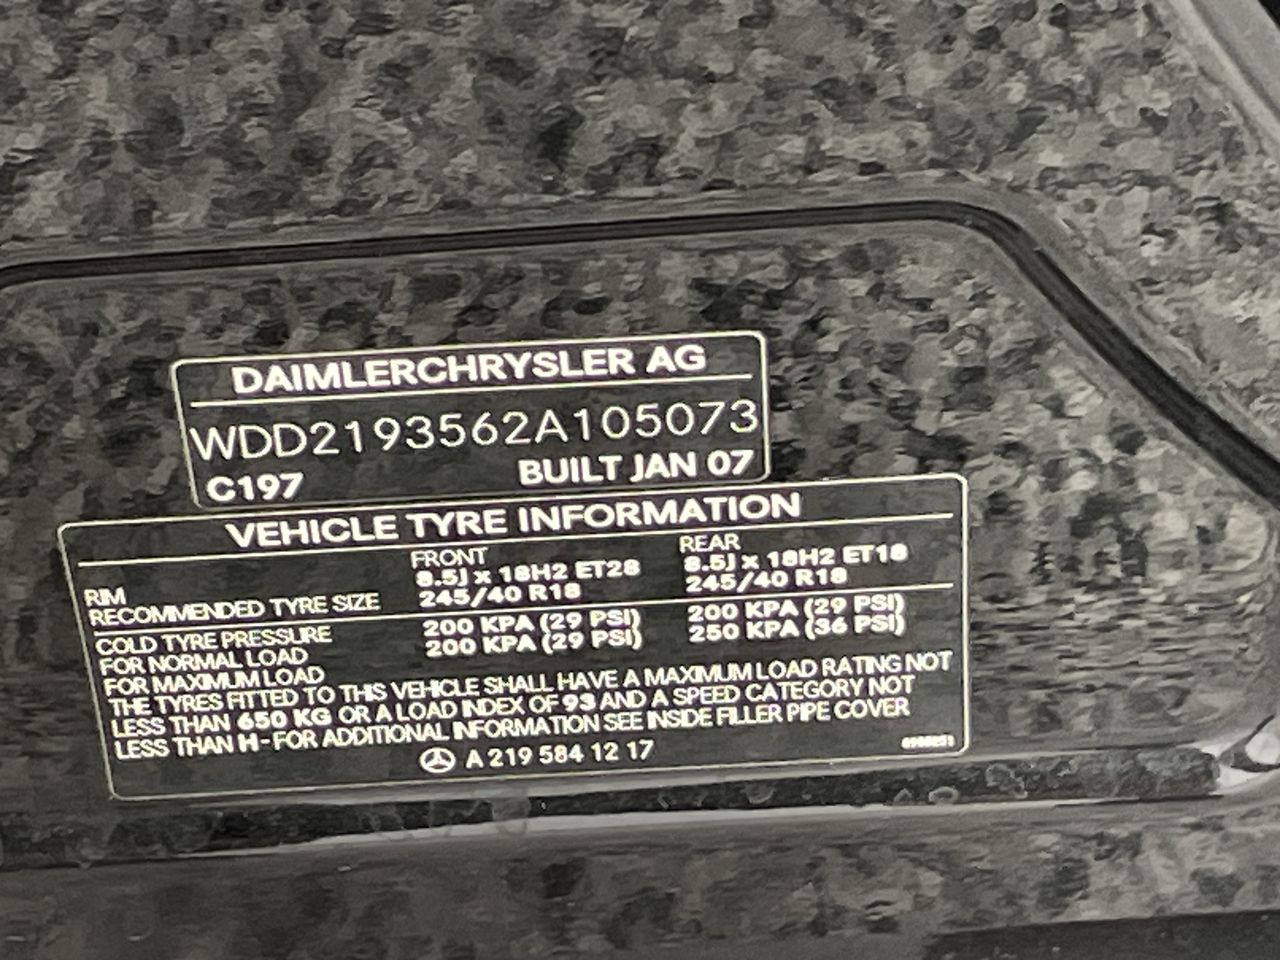 DAIMLERCHRYSLER AG
WDD2193562A105073
C197 BUILT JAN 07
VEHICLE TYRE INFORMATION
FRONT REAR
RIM 8.5J x 18H2 ET28 8.5J x 18H2 ET18
RECOMMENDED TYRE SIZE 245/40 R18 245/40 R18
COLD TYRE PRESSURE
FOR NORMAL LOAD 200 KPA (29 PSI) 200 KPA (29 PSI)
FOR MAXIMUM LOAD 200 KPA (29 PSI) 250 KPA (36 PSI)
THE TYRES FITTED TO THIS VEHICLE SHALL HAVE A MAXIMUM LOAD RATING NOT
LESS THAN 650 KG OR A LOAD INDEX OF 93 AND A SPEED CATEGORY NOT
LESS THAN H-FOR ADDITIONAL INFORMATION SEE INSIDE FILLER PIPE COVER
A 219 584 12 17